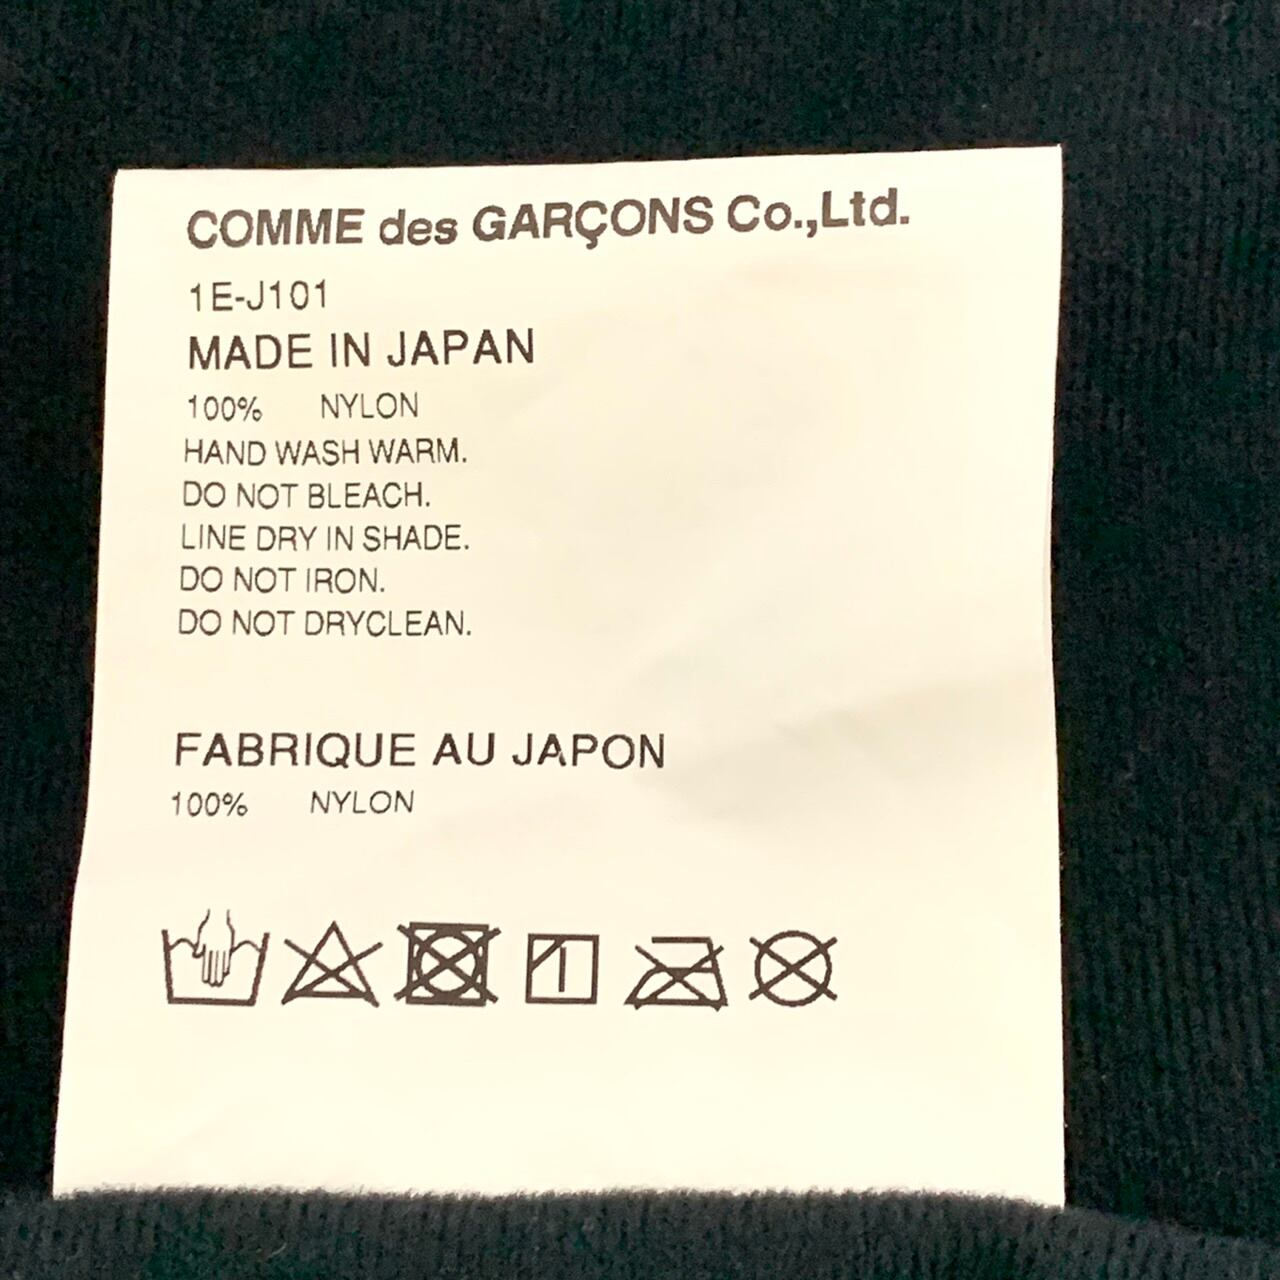 COMME des GARÇONS Co.,Ltd.
1E-J101
MADE IN JAPAN
100% NYLON
HAND WASH WARM.
DO NOT BLEACH.
LINE DRY IN SHADE.
DO NOT IRON.
DO NOT DRYCLEAN.
FABRIQUE AU JAPON
100% NYLON